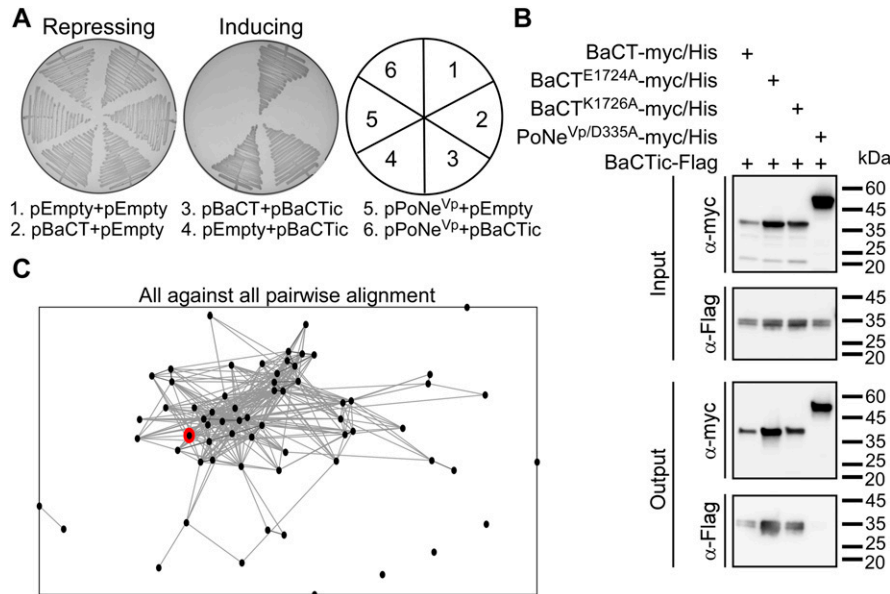 A
Repressing Inducing
6 1
5 2
4 3
1. pEmpty+pEmpty 3. pBaCT+pBaCTic 5. pPoNeVp+pEmpty
2. pBaCT+pEmpty 4. pEmpty+pBaCTic 6. pPoNeVp+pBaCTic
B
BaCT-myc/His +
BaCTE1724A-myc/His +
BaCTK1726A-myc/His +
PoNeVp/D335A-myc/His +
BaCTic-Flag + + + + kDa
Input
α-myc
60
45
35
25
20
α-Flag
45
35
25
20
Output
α-myc
60
45
35
25
20
α-Flag
45
35
25
20
C
All against all pairwise alignment